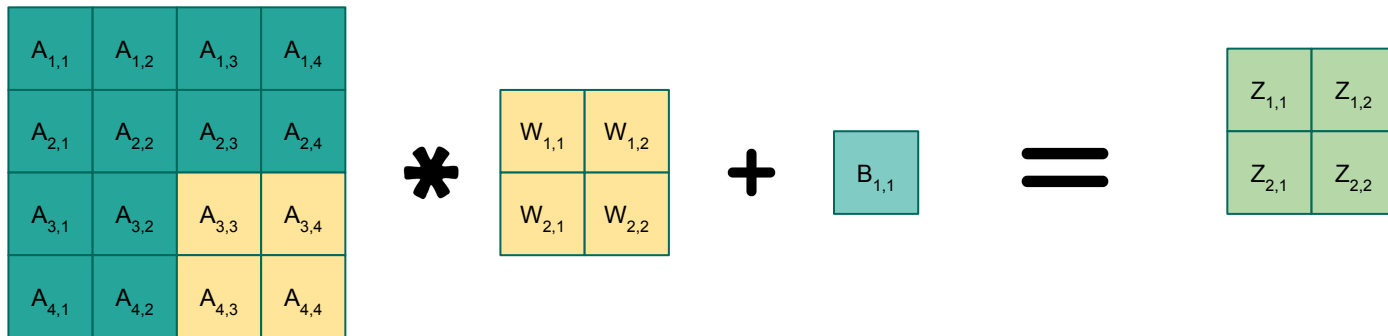 A1,1 A1,2 A1,3 A1,4
A2,1 A2,2 A2,3 A2,4
A3,1 A3,2 A3,3 A3,4
A4,1 A4,2 A4,3 A4,4
*
W1,1 W1,2
W2,1 W2,2
+
B1,1
=
Z1,1 Z1,2
Z2,1 Z2,2